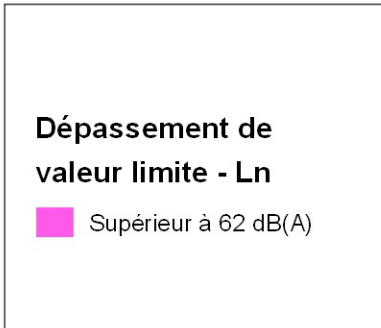 Dépassement de
valeur limite - Ln
Supérieur à 62 dB(A)